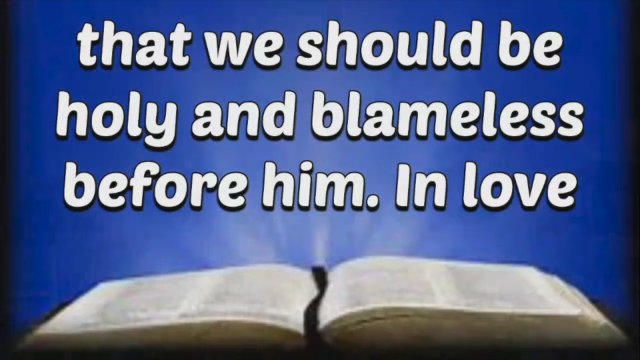 that we should be
holy and blameless
before him. In love